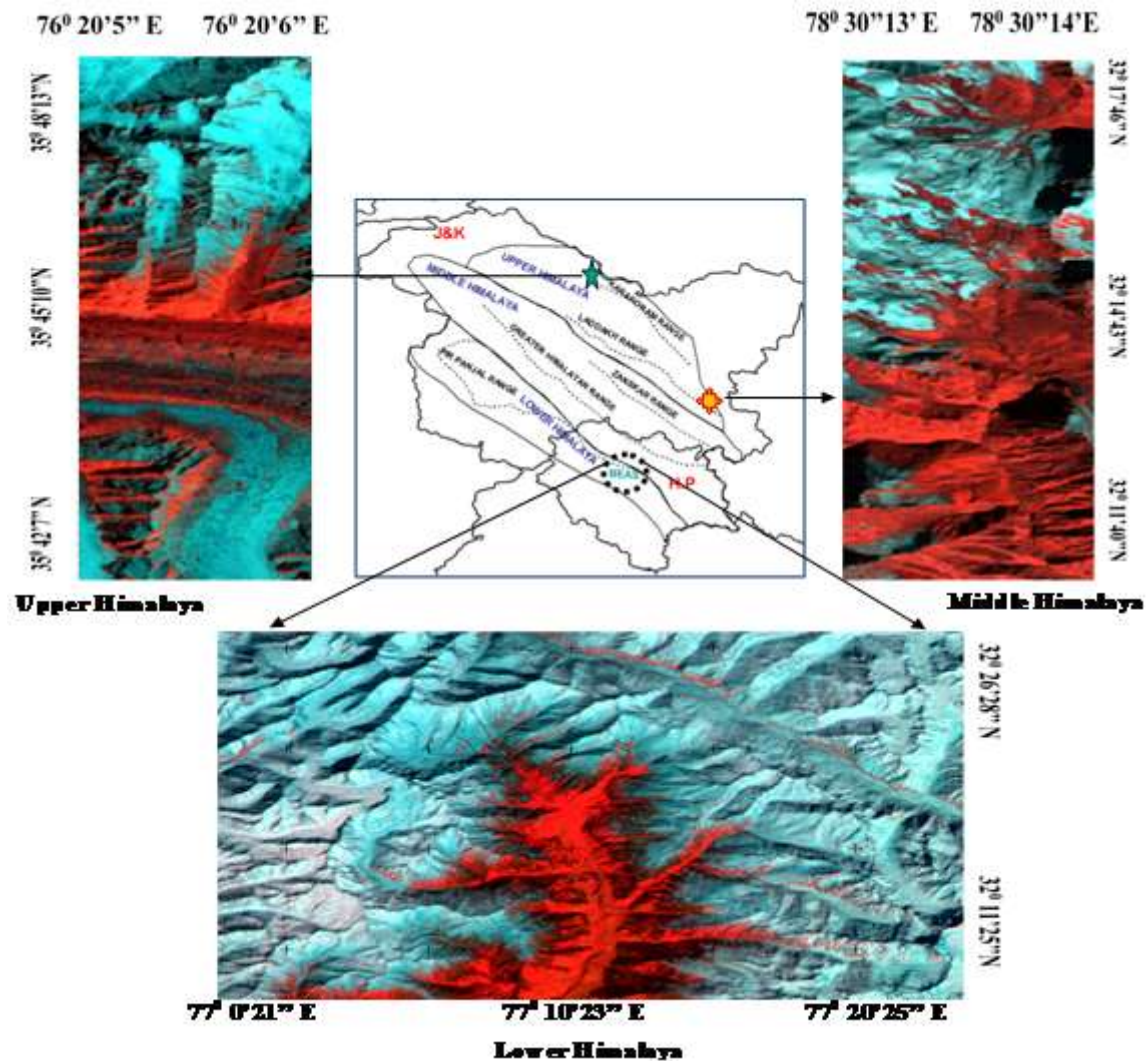 76⁰ 20’5” E 76⁰ 20’6” E
78⁰ 30”13’ E 78⁰ 30”14’ E
35⁰ 48’13”N
35⁰ 45’10”N
35⁰ 42’7”N
Upper Himalaya
J&K
UPPER HIMALAYA
MIDDLE HIMALAYA
KARAKORAM RANGE
LADDHKH RANGE
GREATER HIMALAYAN RANGE
ZANSKAR RANGE
PIR PANJAL RANGE
LOWER HIMALAYA
BEAS
H.P
32⁰ 17’46” N
32⁰ 14’43” N
32⁰ 11’40” N
Middle Himalaya
32⁰ 26’28” N
32⁰ 11’25” N
77⁰ 0’21” E 77⁰ 10’23” E 77⁰ 20’25” E
Lower Himalaya